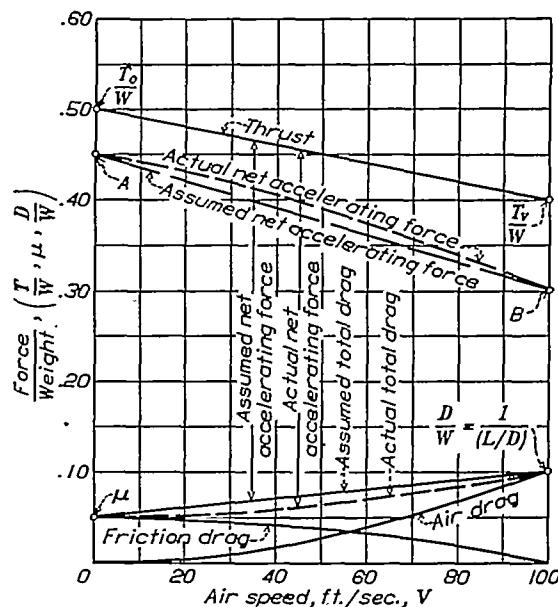 .60
.50
.40
.30
.20
.10
0
Force/Weight, (T/W, μ, D/W)
T₀/W
Thrust
Actual net accelerating force
A
Assumed net accelerating force
Tᵥ/W
B
Assumed net
accelerating force
Actual net
accelerating force
Assumed total drag
Actual total drag
D/W = 1/(L/D)
μ
Friction drag
Air drag
0 20 40 60 80 100
Air speed, ft./sec., V